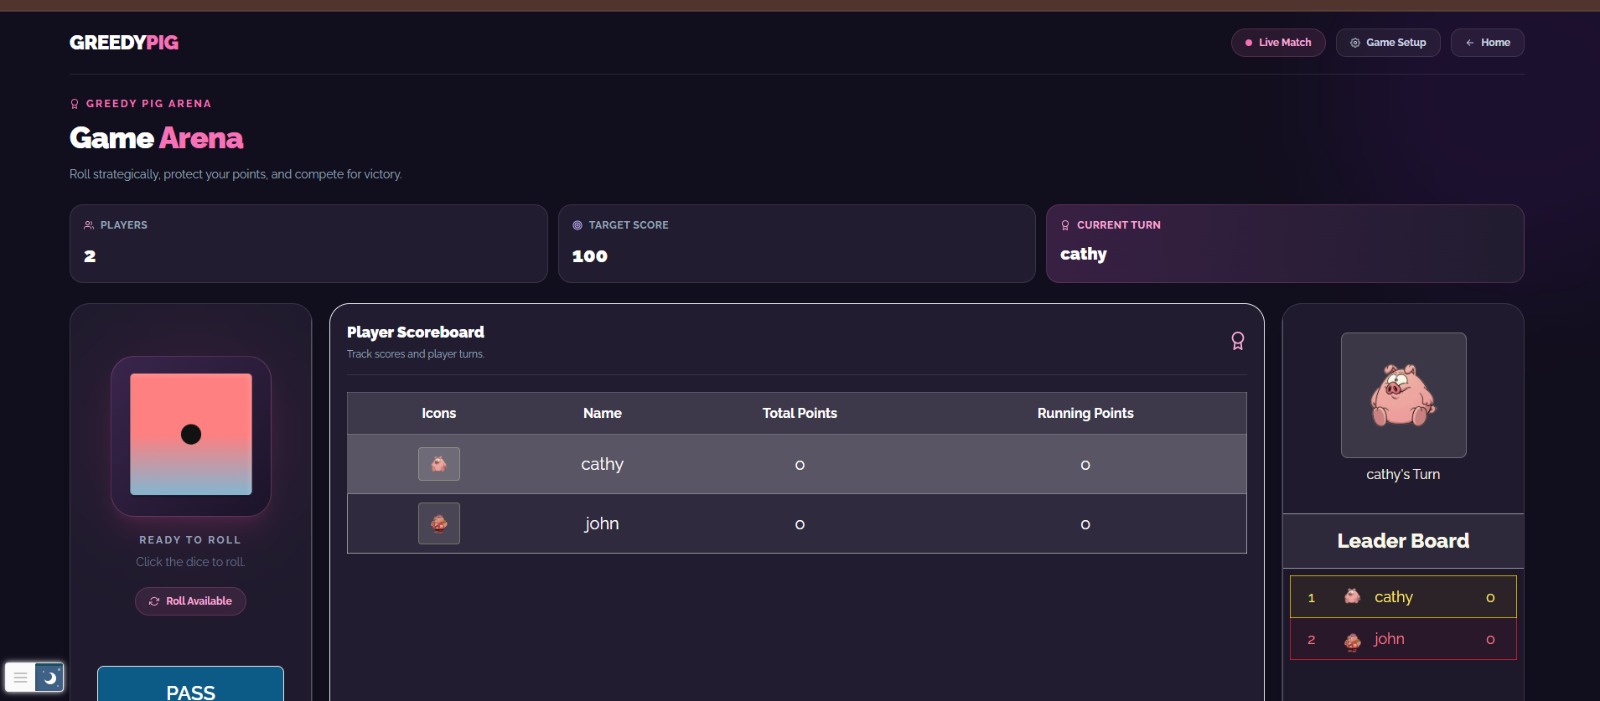 GREEDYPIG
Live Match
Game Setup
Home
GREEDY PIG ARENA
Game Arena
Roll strategically, protect your points, and compete for victory.
PLAYERS
2
TARGET SCORE
100
CURRENT TURN
cathy
READY TO ROLL
Click the dice to roll.
Roll Available
PASS
Player Scoreboard
Track scores and player turns.
Icons Name Total Points Running Points
cathy 0 0
john 0 0
cathy's Turn
Leader Board
1 cathy 0
2 john 0